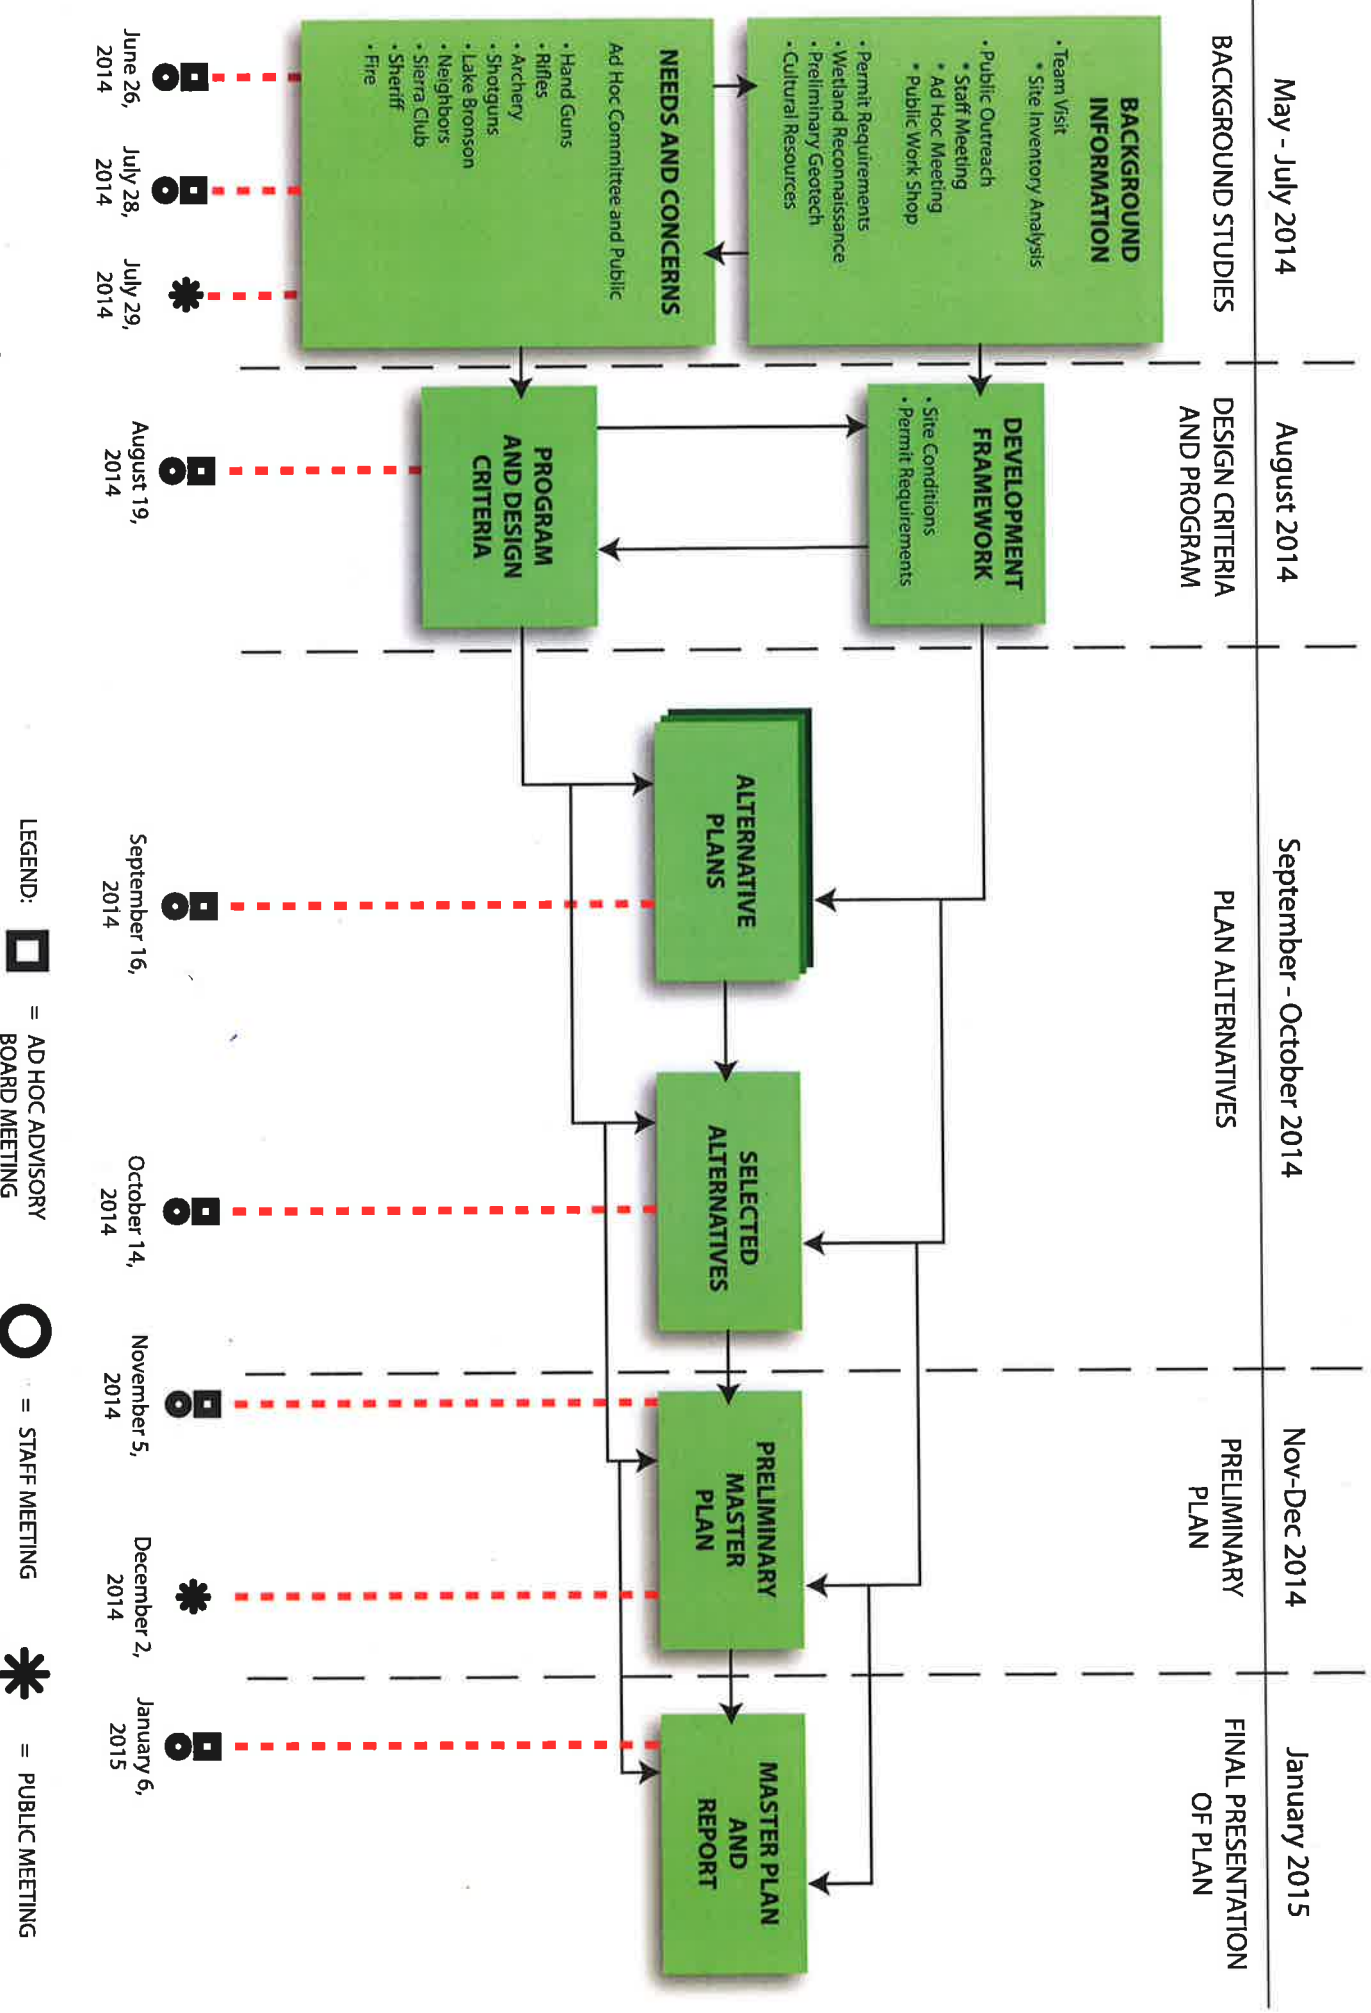 May - July 2014
BACKGROUND STUDIES
BACKGROUND
INFORMATION
• Team Visit
• Site Inventory Analysis
• Public Outreach
• Staff Meeting
• Ad Hoc Meeting
• Public Work Shop
• Permit Requirements
• Wetland Reconnaissance
• Preliminary Geotech
• Cultural Resources
NEEDS AND CONCERNS
Ad Hoc Committee and Public
• Hand Guns
• Rifles
• Archery
• Shotguns
• Lake Bronson
• Neighbors
• Sierra Club
• Sheriff
• Fire
June 26,
2014
July 28,
2014
July 29,
2014
August 2014
DESIGN CRITERIA
AND PROGRAM
DEVELOPMENT
FRAMEWORK
• Site Conditions
• Permit Requirements
PROGRAM
AND DESIGN
CRITERIA
August 19,
2014
September - October 2014
PLAN ALTERNATIVES
ALTERNATIVE
PLANS
SELECTED
ALTERNATIVES
September 16,
2014
October 14,
2014
Nov-Dec 2014
PRELIMINARY
PLAN
PRELIMINARY
MASTER
PLAN
November 5,
2014
December 2,
2014
January 2015
FINAL PRESENTATION
OF PLAN
MASTER PLAN
AND
REPORT
January 6,
2015
LEGEND:
= AD HOC ADVISORY
BOARD MEETING
= STAFF MEETING
= PUBLIC MEETING